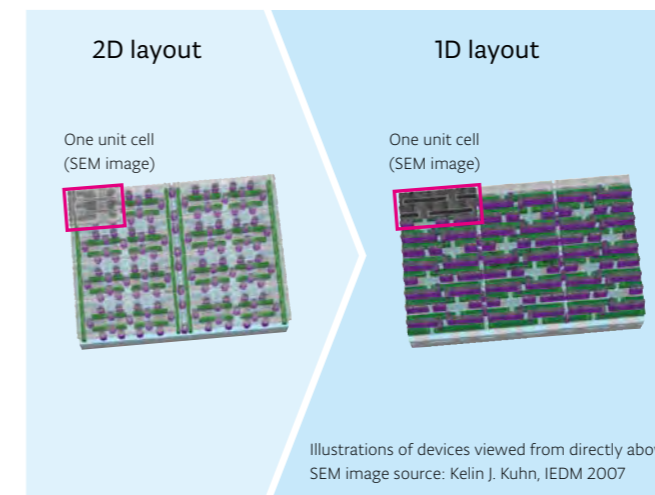 2D layout
1D layout
One unit cell
(SEM image)
One unit cell
(SEM image)
Illustrations of devices viewed from directly abo
SEM image source: Kelin J. Kuhn, IEDM 2007